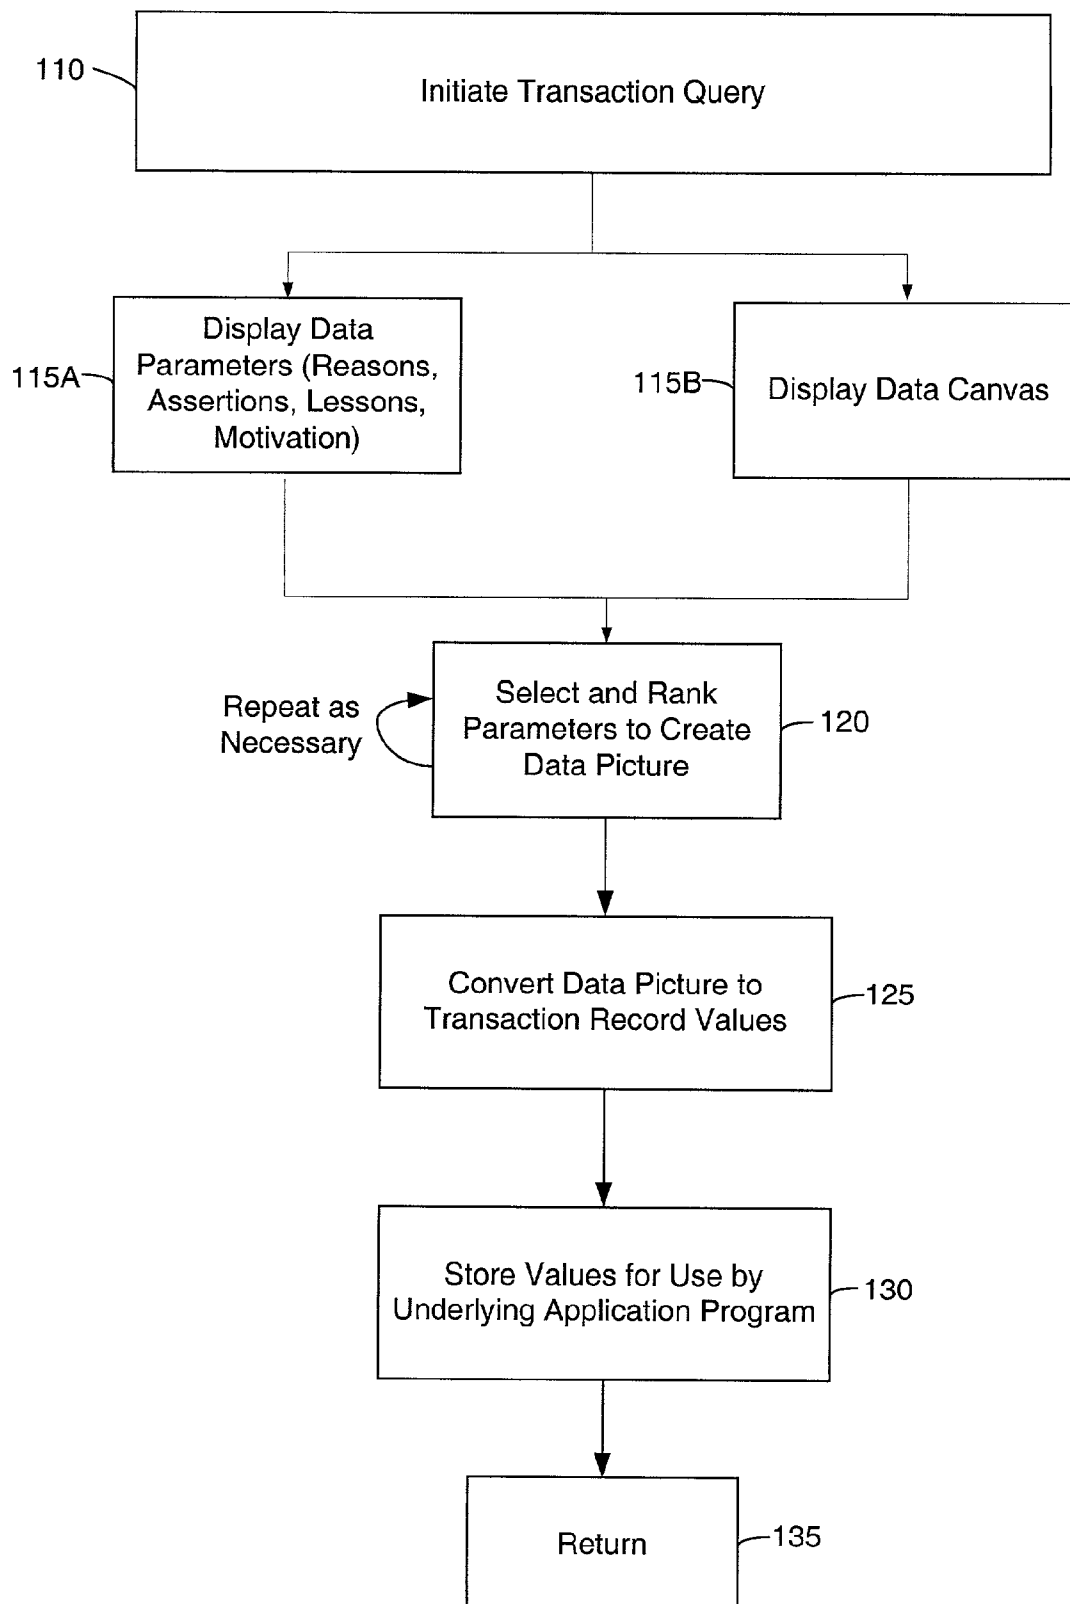 110
Initiate Transaction Query
Display Data
Parameters (Reasons,
Assertions, Lessons,
Motivation)
115A
115B
Display Data Canvas
Repeat as
Necessary
Select and Rank
Parameters to Create
Data Picture
120
Convert Data Picture to
Transaction Record Values
125
Store Values for Use by
Underlying Application Program
130
Return
135